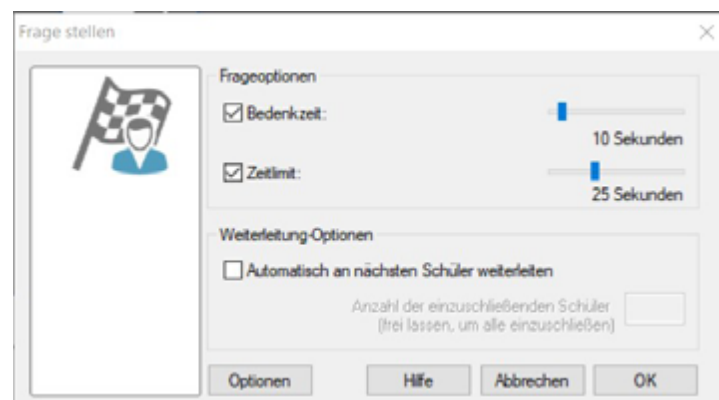 Frage stellen
Frageoptionen
Bedenkzeit:
10 Sekunden
Zeitlimit:
25 Sekunden
Weiterleitung-Optionen
Automatisch an nächsten Schüler weiterleiten
Anzahl der einzuschließenden Schüler
(frei lassen, um alle einzuschließen)
Optionen Hilfe Abbrechen OK